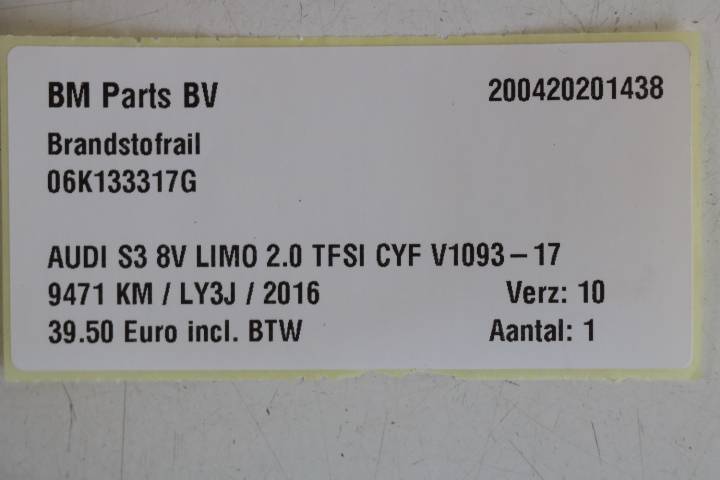 BM Parts BV 200420201438
Brandstofrail
06K133317G
AUDI S3 8V LIMO 2.0 TFSI CYF V1093-17
9471 KM / LY3J / 2016 Verz: 10
39.50 Euro incl. BTW Aantal: 1